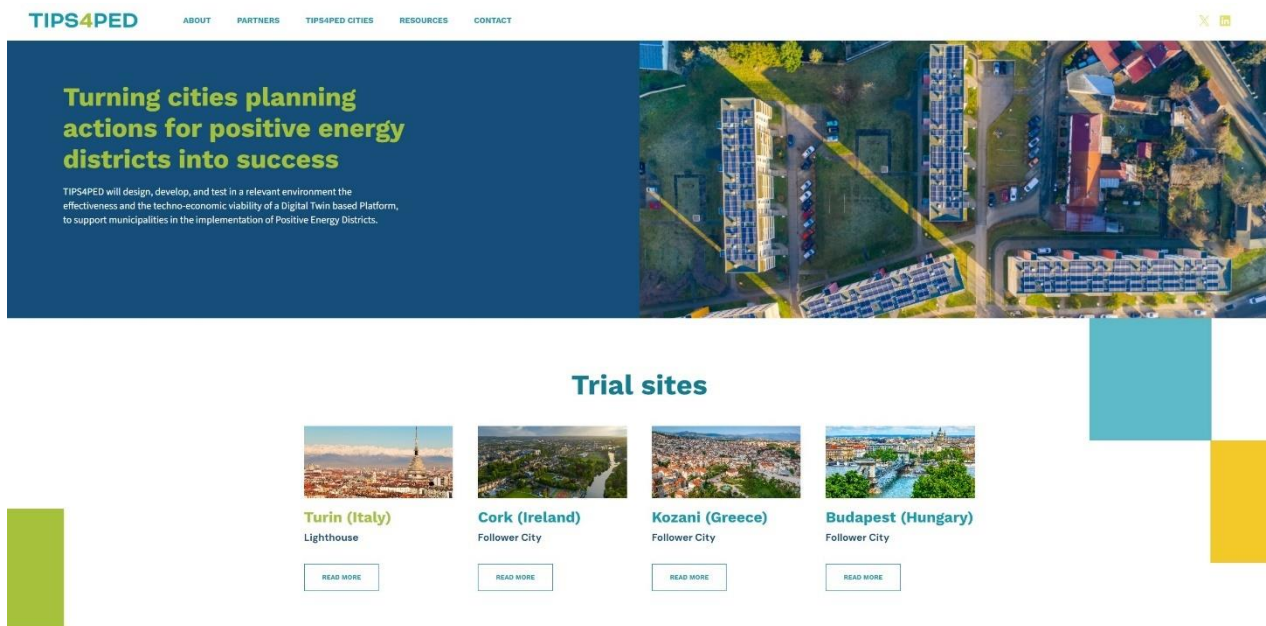 TIPS4PED
ABOUT PARTNERS TIPS4PED CITIES RESOURCES CONTACT
Turning cities planning
actions for positive energy
districts into success
TIPS4PED will design, develop, and test in a relevant environment the
effectiveness and the techno-economic viability of a Digital Twin based Platform,
to support municipalities in the implementation of Positive Energy Districts.
Trial sites
Turin (Italy)
Lighthouse
READ MORE
Cork (Ireland)
Follower City
READ MORE
Kozani (Greece)
Follower City
READ MORE
Budapest (Hungary)
Follower City
READ MORE